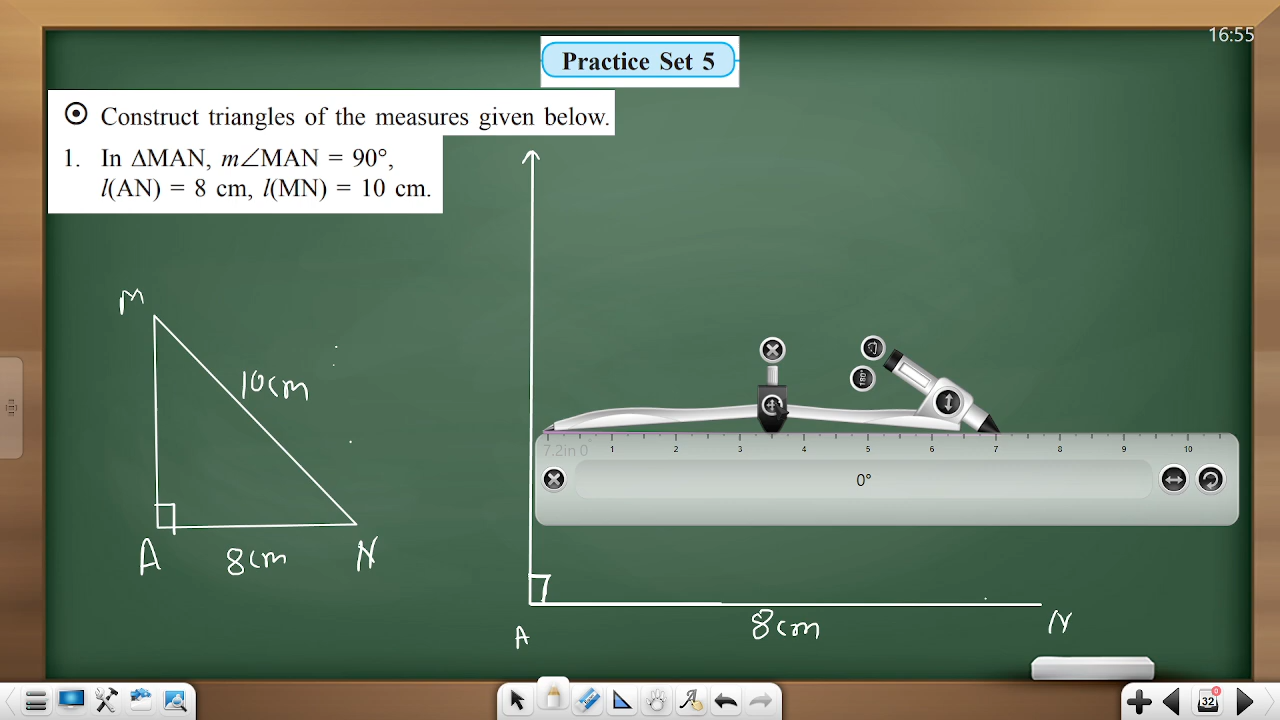 16:55
Practice Set 5
Construct triangles of the measures given below.
1. In ΔMAN, m∠MAN = 90°,
l(AN) = 8 cm, l(MN) = 10 cm.
M
10cm
A
8cm
N
180°
7.2in 0 1 2 3 4 5 6 7 8 9 10
0°
A
8cm
N
32
0